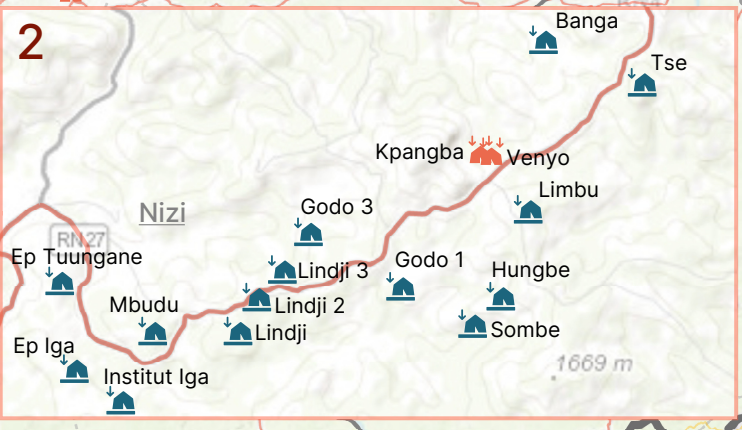 2
Banga
Tse
Kpangba
Venyo
Limbu
Nizi
Godo 3
RN27
Ep Tuungane
Lindji 3
Godo 1
Hungbe
Mbudu
Lindji 2
Lindji
Sombe
Ep Iga
Institut Iga
1669 m